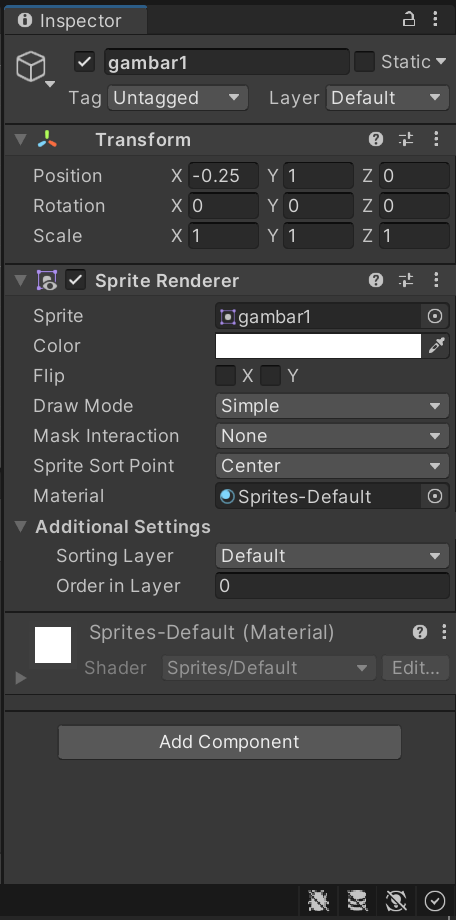 Inspector
gambar1 Static
Tag Untagged Layer Default
Transform
Position X -0.25 Y 1 Z 0
Rotation X 0 Y 0 Z 0
Scale X 1 Y 1 Z 1
Sprite Renderer
Sprite gambar1
Color
Flip X Y
Draw Mode Simple
Mask Interaction None
Sprite Sort Point Center
Material Sprites-Default
Additional Settings
Sorting Layer Default
Order in Layer 0
Sprites-Default (Material)
Shader Sprites/Default Edit...
Add Component